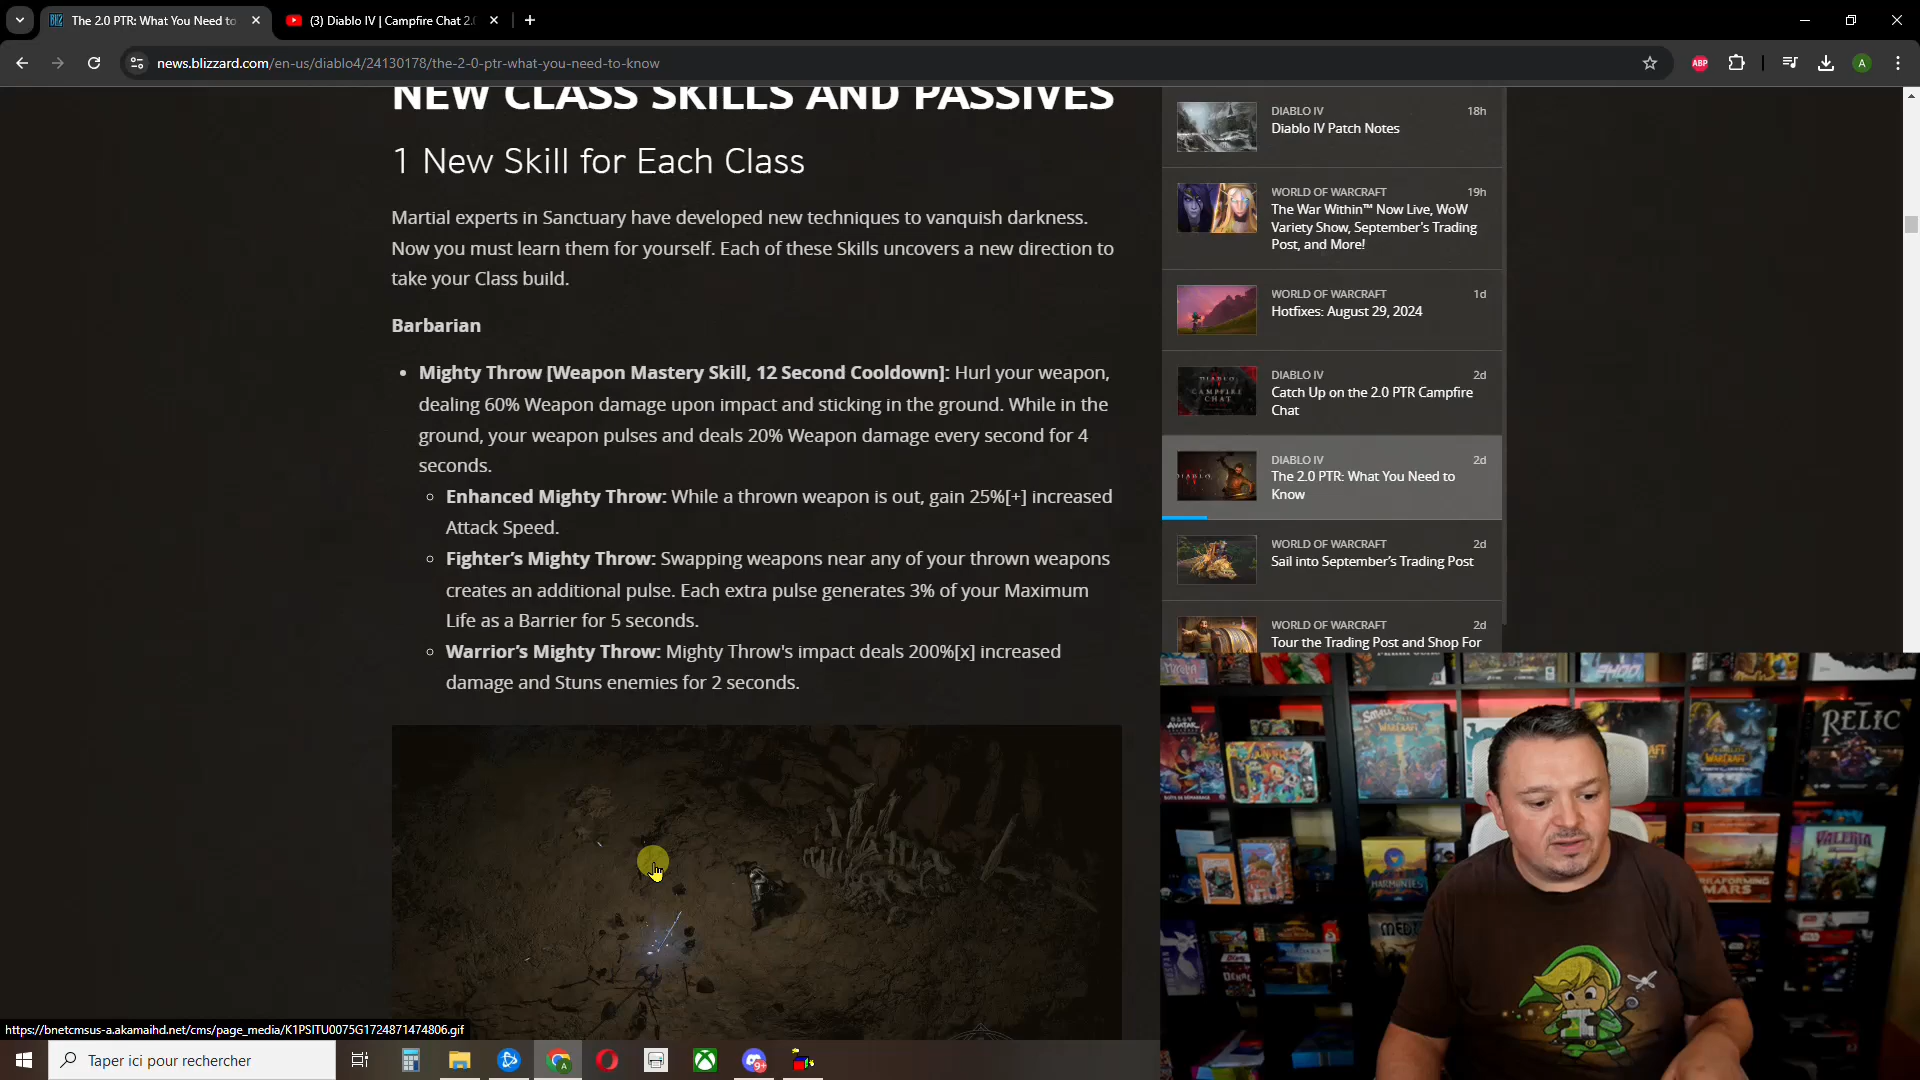 The 2.0 PTR: What You Need to
(3) Diablo IV | Campfire Chat 2.
news.blizzard.com/en-us/diablo4/24130178/the-2-0-ptr-what-you-need-to-know
ABP
A
NEW CLASS SKILLS AND PASSIVES
1 New Skill for Each Class
Martial experts in Sanctuary have developed new techniques to vanquish darkness.
Now you must learn them for yourself. Each of these Skills uncovers a new direction to
take your Class build.
Barbarian
Mighty Throw [Weapon Mastery Skill, 12 Second Cooldown]: Hurl your weapon,
dealing 60% Weapon damage upon impact and sticking in the ground. While in the
ground, your weapon pulses and deals 20% Weapon damage every second for 4
seconds.
Enhanced Mighty Throw: While a thrown weapon is out, gain 25%[+] increased
Attack Speed.
Fighter’s Mighty Throw: Swapping weapons near any of your thrown weapons
creates an additional pulse. Each extra pulse generates 3% of your Maximum
Life as a Barrier for 5 seconds.
Warrior’s Mighty Throw: Mighty Throw's impact deals 200%[x] increased
damage and Stuns enemies for 2 seconds.
DIABLO IV 18h
Diablo IV Patch Notes
WORLD OF WARCRAFT 19h
The War Within™ Now Live, WoW
Variety Show, September’s Trading
Post, and More!
WORLD OF WARCRAFT 1d
Hotfixes: August 29, 2024
DIABLO IV 2d
Catch Up on the 2.0 PTR Campfire
Chat
CAMPFIRE
CHAT
DIABLO IV 2d
The 2.0 PTR: What You Need to
Know
WORLD OF WARCRAFT 2d
Sail into September’s Trading Post
WORLD OF WARCRAFT 2d
Tour the Trading Post and Shop For
AVATAR
SMALL
WARCRAFT
RELIC
HARMONIES
TERRAFORMING
MARS
VALERIA
https://bnetcmsus-a.akamaihd.net/cms/page_media/K1PSITU0075G1724871474806.gif
Taper ici pour rechercher
A
9+